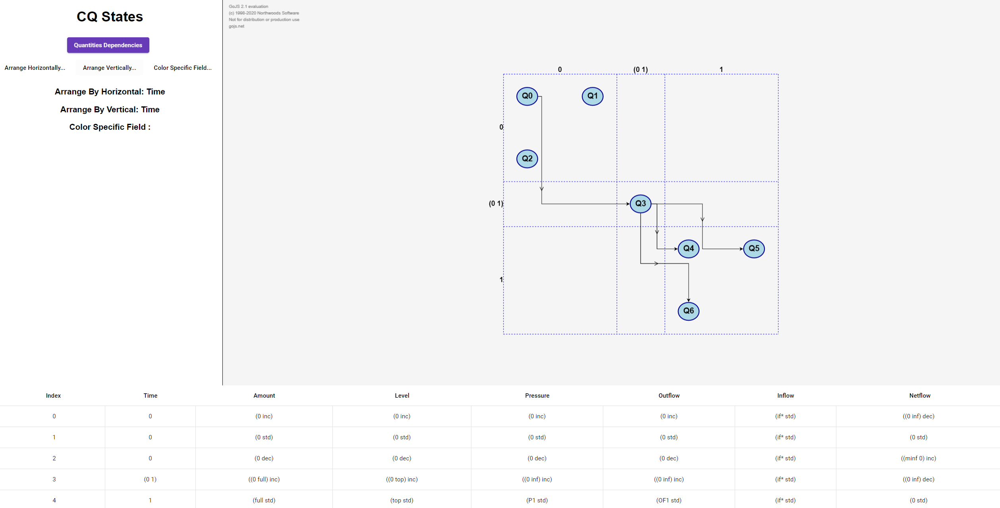 CQ States
Quantities Dependencies
Arrange Horizontally... Arrange Vertically... Color Specific Field...
Arrange By Horizontal: Time
Arrange By Vertical: Time
Color Specific Field :
GoJS 2.1 evaluation
(c) 1998-2020 Northwoods Software
Not for distribution or production use
gojs.net
0 (0 1) 1
Q0 Q1
0
Q2
(0 1) Q3
Q4 Q5
1
Q6
Index Time Amount Level Pressure Outflow Inflow Netflow
0 0 (0 inc) (0 inc) (0 inc) (0 inc) (if* std) ((0 inf) dec)
1 0 (0 std) (0 std) (0 std) (0 std) (if* std) (0 std)
2 0 (0 dec) (0 dec) (0 dec) (0 dec) (if* std) ((minf 0) inc)
3 (0 1) ((0 full) inc) ((0 top) inc) ((0 inf) inc) ((0 inf) inc) (if* std) ((0 inf) dec)
4 1 (full std) (top std) (P1 std) (OF1 std) (if* std) (0 std)